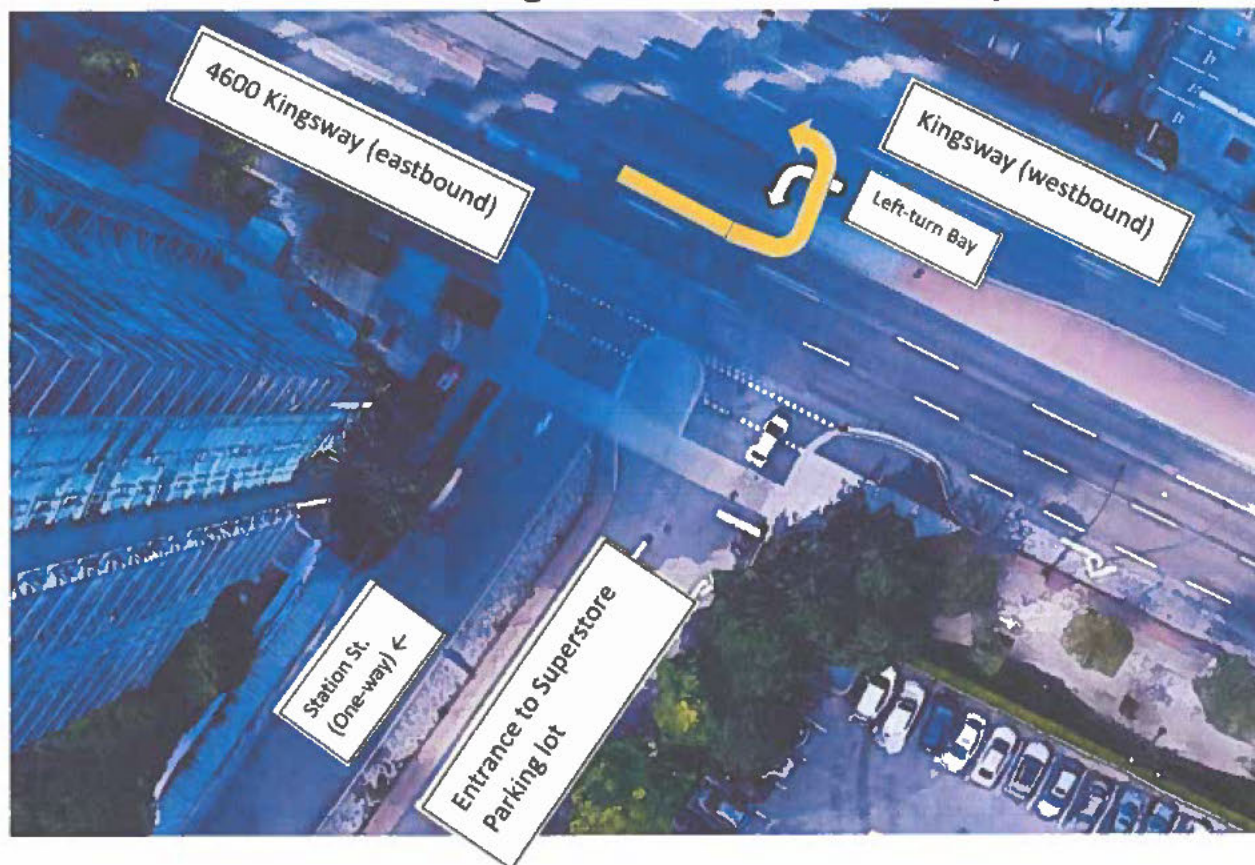 4600 Kingsway (eastbound)
Kingsway (westbound)
Left-turn Bay
Station St.
(One-way) ←
Entrance to Superstore
Parking lot